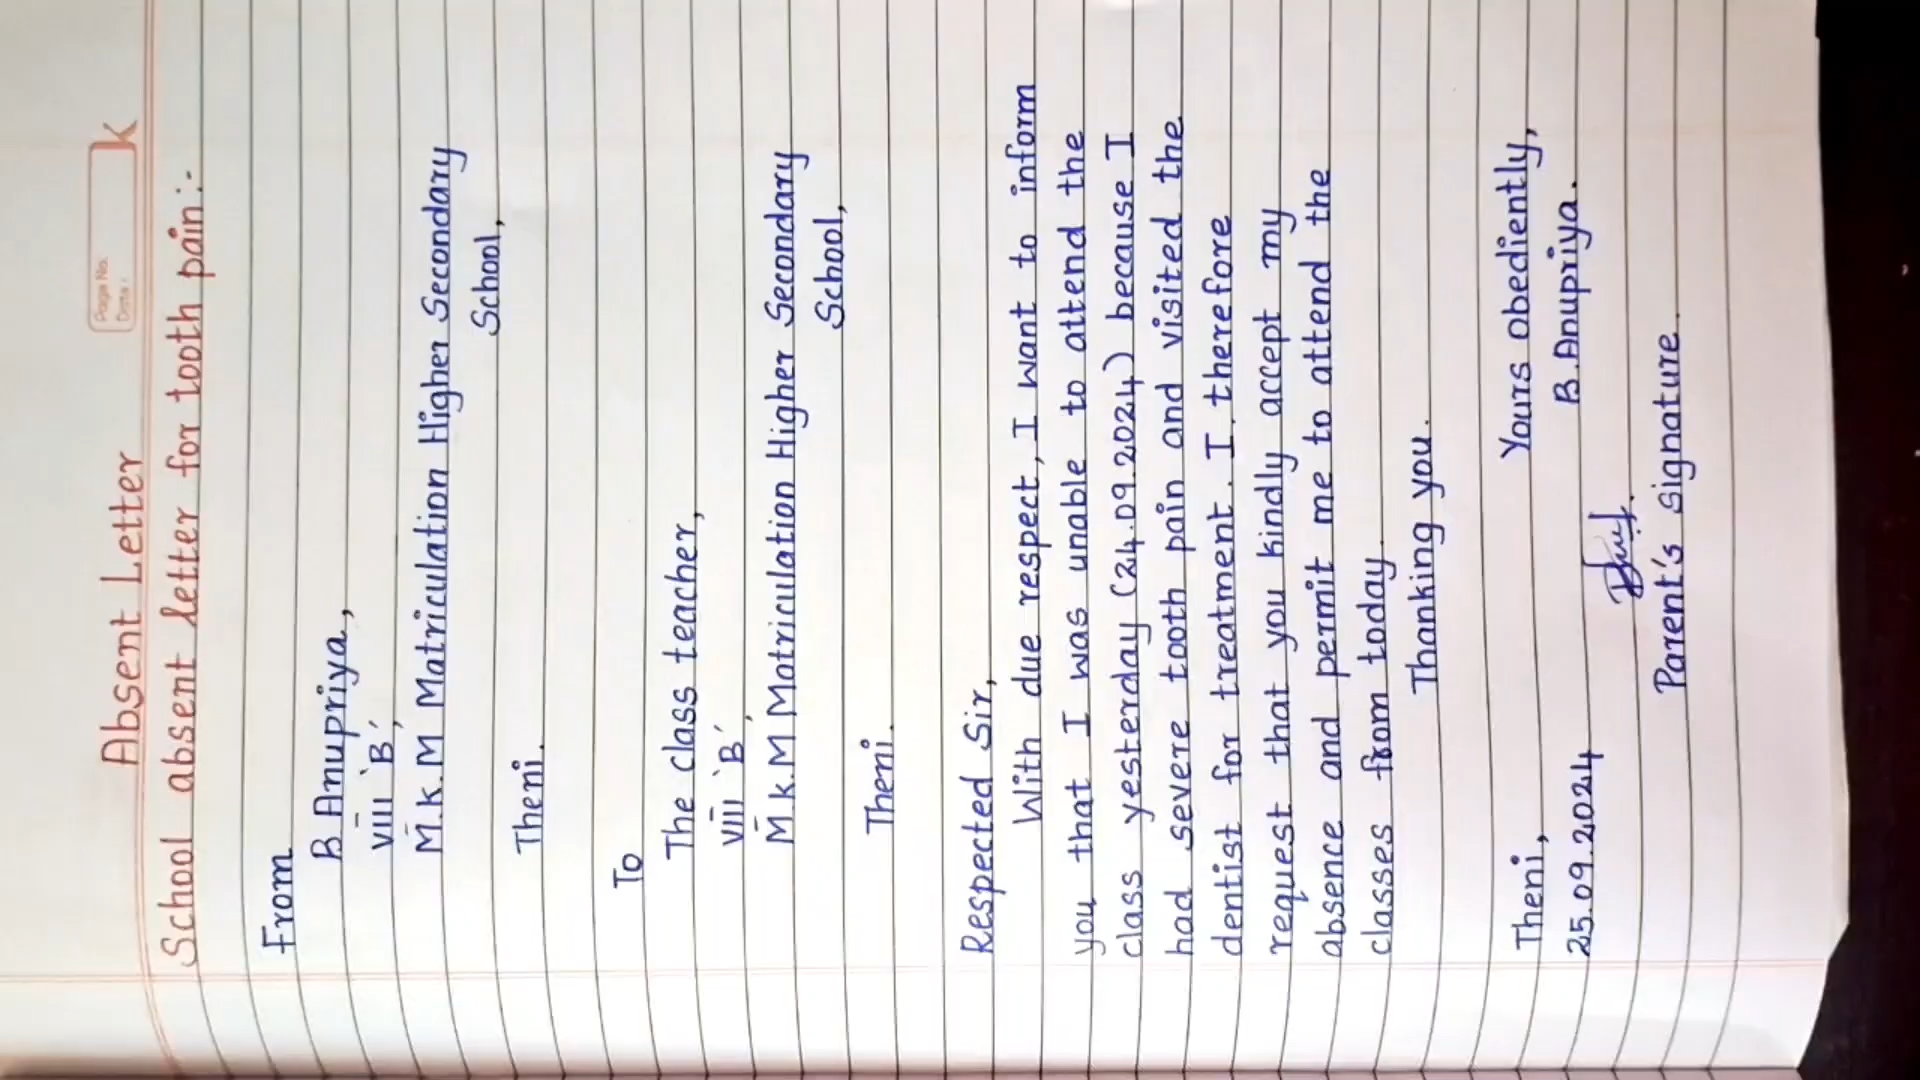 Page No.
Date :
K
Absent Letter
School absent letter for tooth pain:-
From
B Anupriya,
VIII 'B',
M.K.M Matriculation Higher Secondary
School,
Theni.
To
The class teacher,
VIII 'B',
M.K.M Matriculation Higher Secondary
School,
Theni.
Respected Sir,
With due respect, I want to inform
you that I was unable to attend the
class yesterday (24.09.2024) because I
had severe tooth pain and visited the
dentist for treatment. I therefore
request that you kindly accept my
absence and permit me to attend the
classes from today.
Thanking you.
Yours obediently,
Theni,
B.Anupriya.
25.09.2024
Parent's signature.